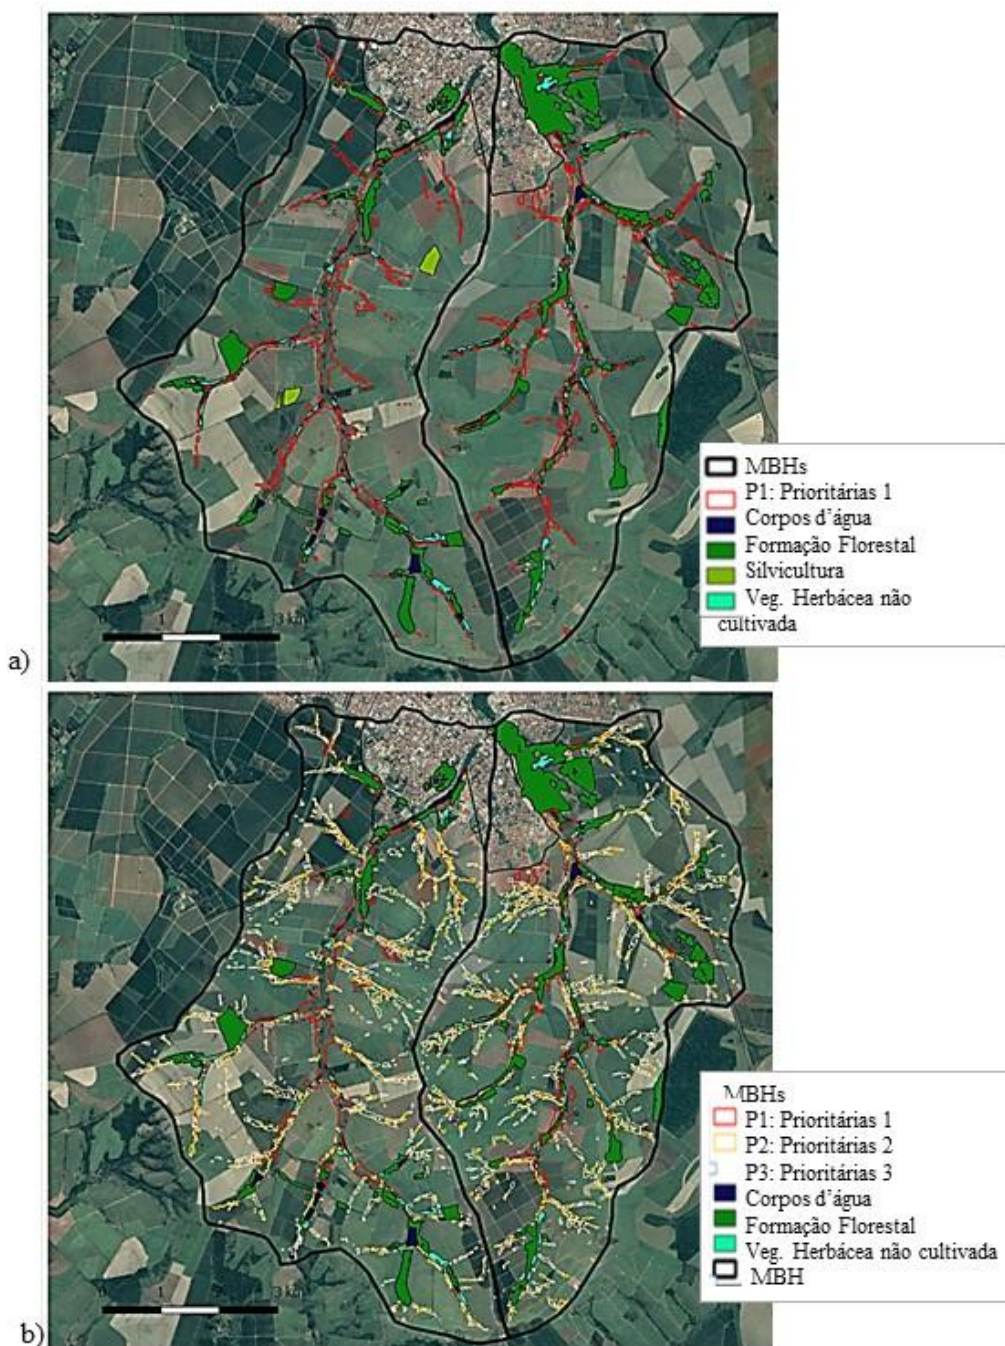 MBHs
P1: Prioritárias 1
Corpos d'água
Formação Florestal
Silvicultura
Veg. Herbácea não
cultivada
0 1 2 3 km
a)
MBHs
P1: Prioritárias 1
P2: Prioritárias 2
P3: Prioritárias 3
Corpos d'água
Formação Florestal
Veg. Herbácea não cultivada
MBH
0 1 2 3 km
b)